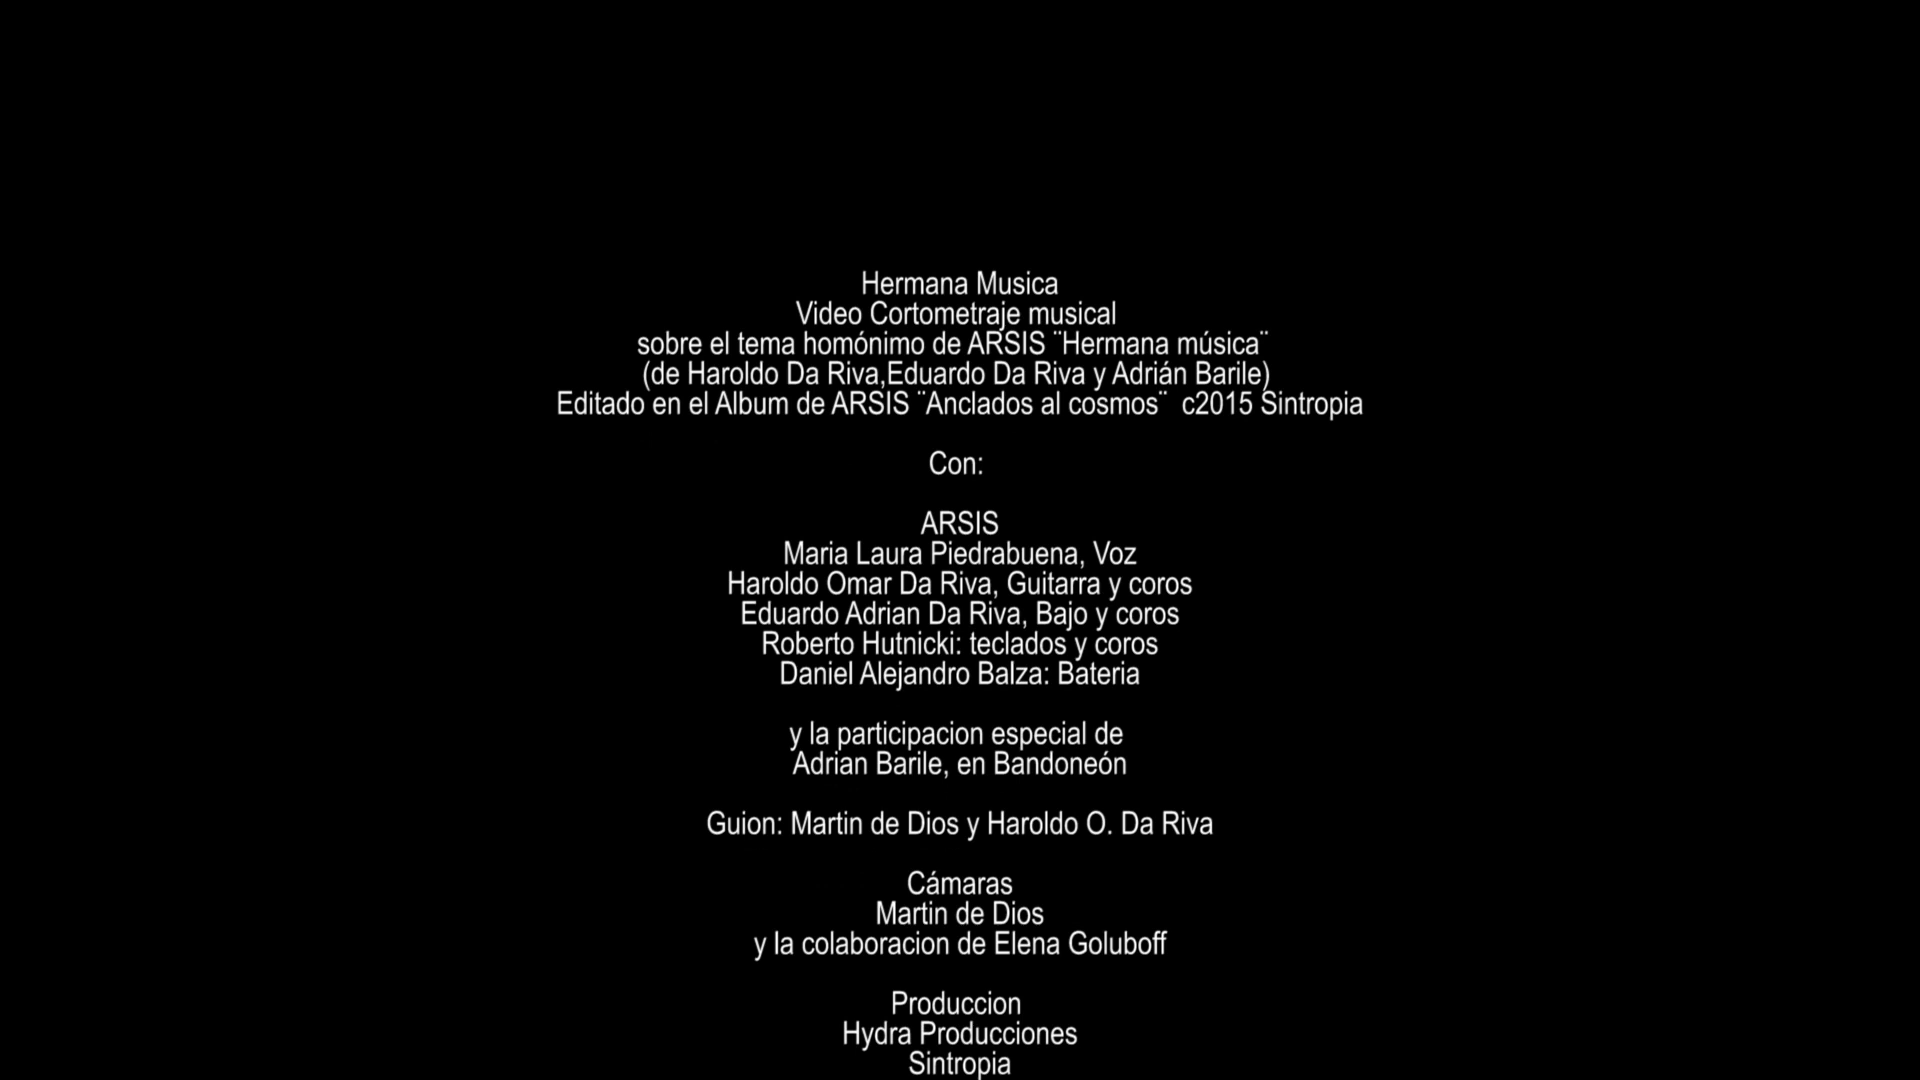 Hermana Musica
Video Cortometraje musical
sobre el tema homónimo de ARSIS ¨Hermana música¨
(de Haroldo Da Riva,Eduardo Da Riva y Adrián Barile)
Editado en el Album de ARSIS ¨Anclados al cosmos¨  c2015 Sintropia
Con:
ARSIS
Maria Laura Piedrabuena, Voz
Haroldo Omar Da Riva, Guitarra y coros
Eduardo Adrian Da Riva, Bajo y coros
Roberto Hutnicki: teclados y coros
Daniel Alejandro Balza: Bateria
y la participacion especial de
Adrian Barile, en Bandoneón
Guion: Martin de Dios y Haroldo O. Da Riva
Cámaras
Martin de Dios
y la colaboracion de Elena Goluboff
Produccion
Hydra Producciones
Sintropia